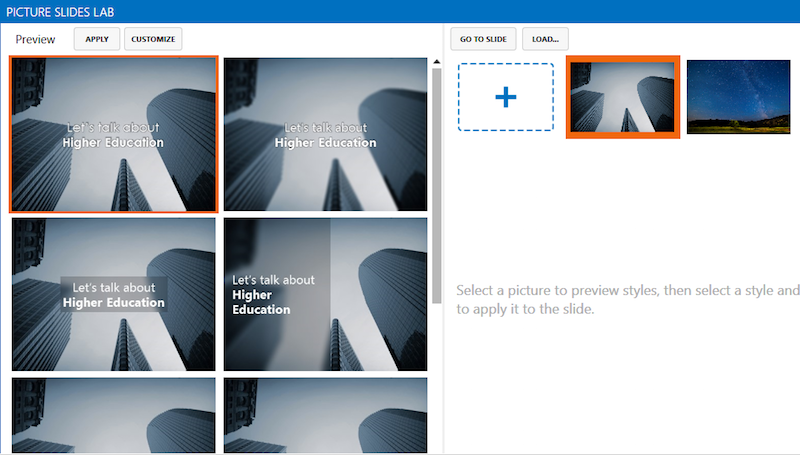 PICTURE SLIDES LAB
Preview
APPLY
CUSTOMIZE
GO TO SLIDE
LOAD...
Let's talk about
Higher Education
Let's talk about
Higher Education
Let's talk about
Higher Education
Let's talk about
Higher
Education
Select a picture to preview styles, then select a style and
to apply it to the slide.